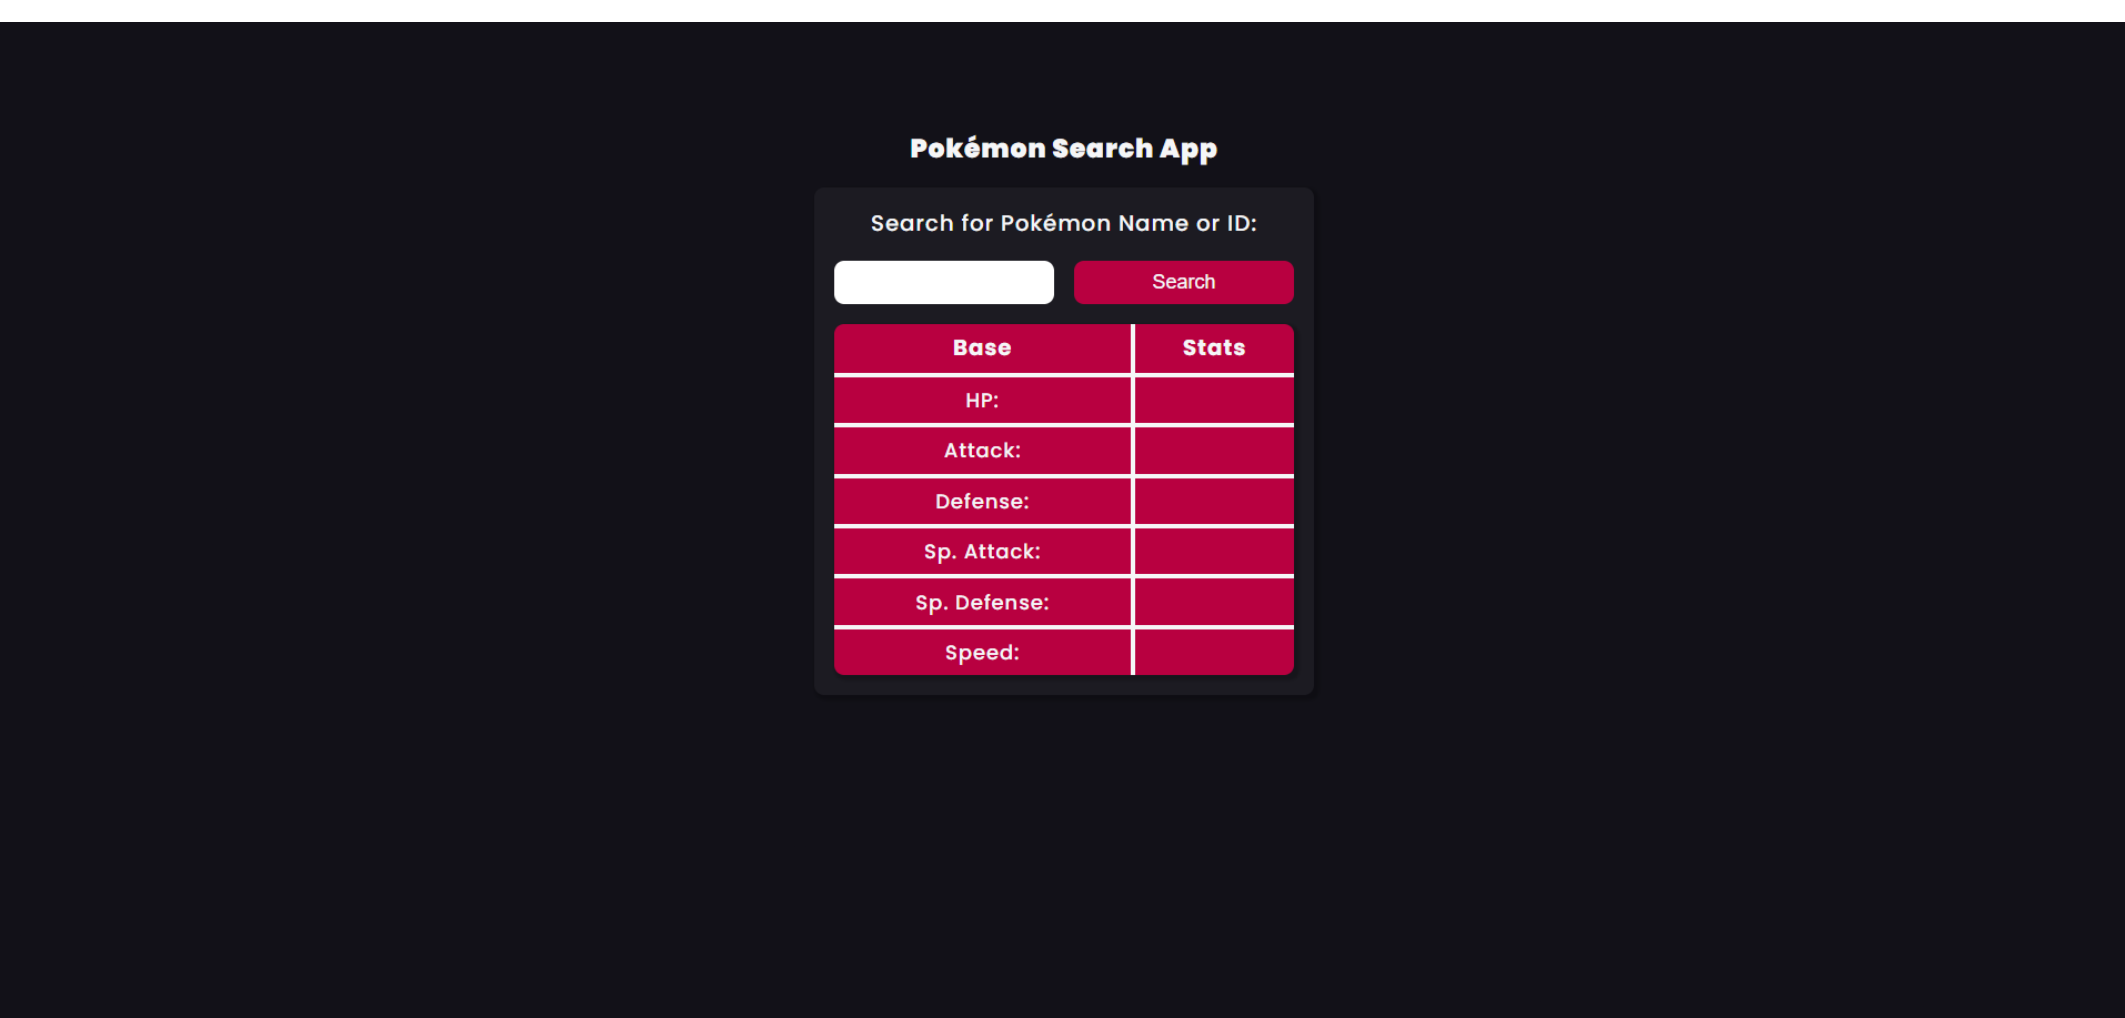 Pokémon Search App
Search for Pokémon Name or ID:
Search
Base Stats
HP:
Attack:
Defense:
Sp. Attack:
Sp. Defense:
Speed: